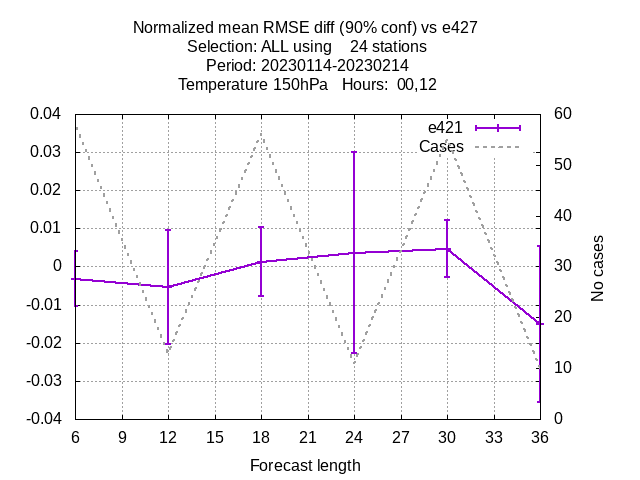 Normalized mean RMSE diff (90% conf) vs e427
Selection: ALL using    24 stations
Period: 20230114-20230214
Temperature 150hPa   Hours:  00,12
e421
Cases
0.04
0.03
0.02
0.01
0
-0.01
-0.02
-0.03
-0.04
60
50
40
30
20
10
0
No cases
6 9 12 15 18 21 24 27 30 33 36
Forecast length